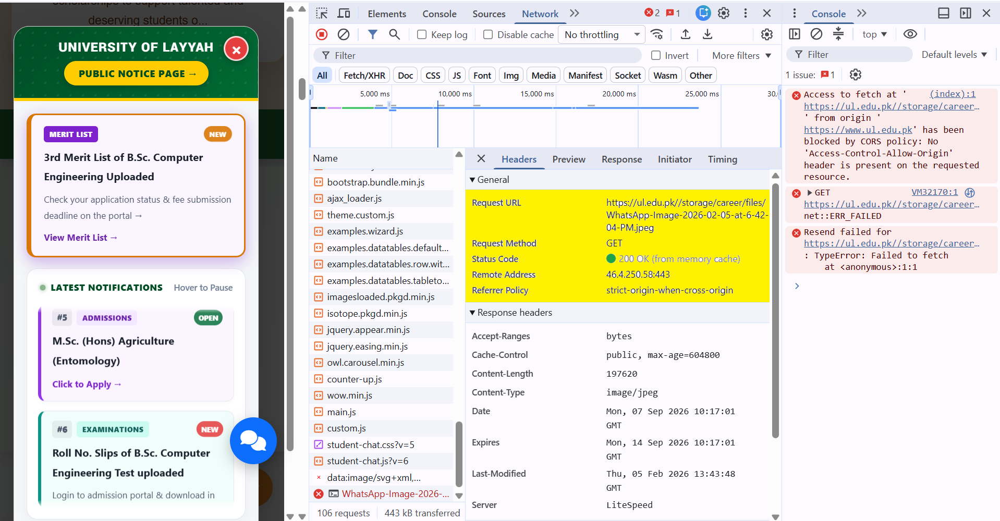 scholarships to support talented and
deserving students o...
UNIVERSITY OF LAYYAH
PUBLIC NOTICE PAGE →
MERIT LIST
NEW
3rd Merit List of B.Sc. Computer
Engineering Uploaded
Check your application status & fee submission
deadline on the portal →
View Merit List →
LATEST NOTIFICATIONS
Hover to Pause
#5
ADMISSIONS
OPEN
M.Sc. (Hons) Agriculture
(Entomology)
Click to Apply →
#6
EXAMINATIONS
NEW
Roll No. Slips of B.Sc. Computer
Engineering Test uploaded
Login to admission portal & download in
Elements
Console
Sources
Network
2
1
Keep log
Disable cache
No throttling
Filter
Invert
More filters
All
Fetch/XHR
Doc
CSS
JS
Font
Img
Media
Manifest
Socket
Wasm
Other
5,000 ms
10,000 ms
15,000 ms
20,000 ms
25,000 ms
30,
Name
bootstrap.bundle.min.js
ajax_loader.js
theme.custom.js
examples.wizard.js
examples.datatables.default...
examples.datatables.row.wit...
examples.datatables.tableto...
imagesloaded.pkgd.min.js
isotope.pkgd.min.js
jquery.appear.min.js
jquery.easing.min.js
owl.carousel.min.js
counter-up.js
wow.min.js
main.js
custom.js
student-chat.css?v=5
student-chat.js?v=6
data:image/svg+xml,...
WhatsApp-Image-2026-...
106 requests
443 kB transferred
Headers
Preview
Response
Initiator
Timing
General
Request URL
https://ul.edu.pk//storage/career/files/
WhatsApp-Image-2026-02-05-at-6-42-
04-PM.jpeg
Request Method
GET
Status Code
200 OK (from memory cache)
Remote Address
46.4.250.58:443
Referrer Policy
strict-origin-when-cross-origin
Response headers
Accept-Ranges
bytes
Cache-Control
public, max-age=604800
Content-Length
197620
Content-Type
image/jpeg
Date
Mon, 07 Sep 2026 10:17:01
GMT
Expires
Mon, 14 Sep 2026 10:17:01
GMT
Last-Modified
Thu, 05 Feb 2026 13:43:48
GMT
Server
LiteSpeed
Console
top
Filter
Default levels
1 issue:
1
Access to fetch at '
(index):1
https://ul.edu.pk//storage/career…
' from origin '
https://www.ul.edu.pk' has been
blocked by CORS policy: No
'Access-Control-Allow-Origin'
header is present on the requested
resource.
GET
VM32170:1
https://ul.edu.pk//storage/career…
net::ERR_FAILED
Resend failed for
https://ul.edu.pk//storage/career…
: TypeError: Failed to fetch
at <anonymous>:1:1